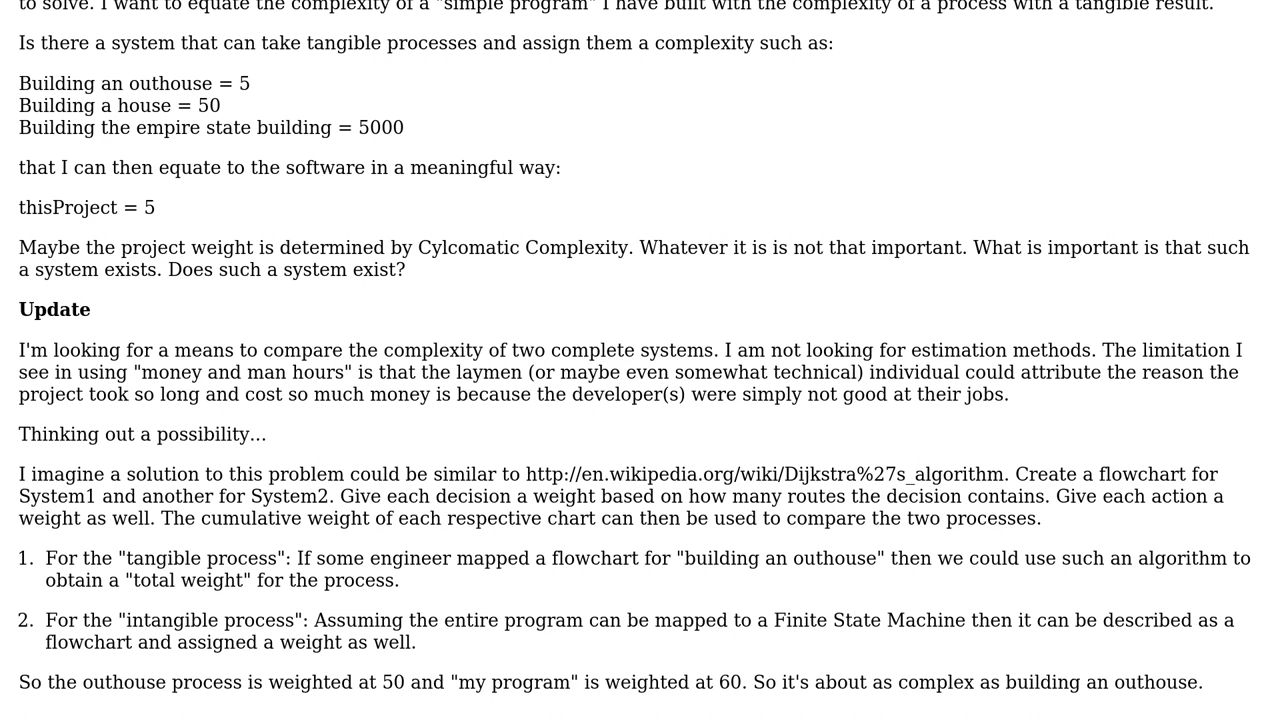 to solve. I want to equate the complexity of a "simple program" I have built with the complexity of a process with a tangible result.
Is there a system that can take tangible processes and assign them a complexity such as:
Building an outhouse = 5
Building a house = 50
Building the empire state building = 5000
that I can then equate to the software in a meaningful way:
thisProject = 5
Maybe the project weight is determined by Cylcomatic Complexity. Whatever it is is not that important. What is important is that such
a system exists. Does such a system exist?
Update
I'm looking for a means to compare the complexity of two complete systems. I am not looking for estimation methods. The limitation I
see in using "money and man hours" is that the laymen (or maybe even somewhat technical) individual could attribute the reason the
project took so long and cost so much money is because the developer(s) were simply not good at their jobs.
Thinking out a possibility...
I imagine a solution to this problem could be similar to http://en.wikipedia.org/wiki/Dijkstra%27s_algorithm. Create a flowchart for
System1 and another for System2. Give each decision a weight based on how many routes the decision contains. Give each action a
weight as well. The cumulative weight of each respective chart can then be used to compare the two processes.
1. For the "tangible process": If some engineer mapped a flowchart for "building an outhouse" then we could use such an algorithm to
obtain a "total weight" for the process.
2. For the "intangible process": Assuming the entire program can be mapped to a Finite State Machine then it can be described as a
flowchart and assigned a weight as well.
So the outhouse process is weighted at 50 and "my program" is weighted at 60. So it's about as complex as building an outhouse.